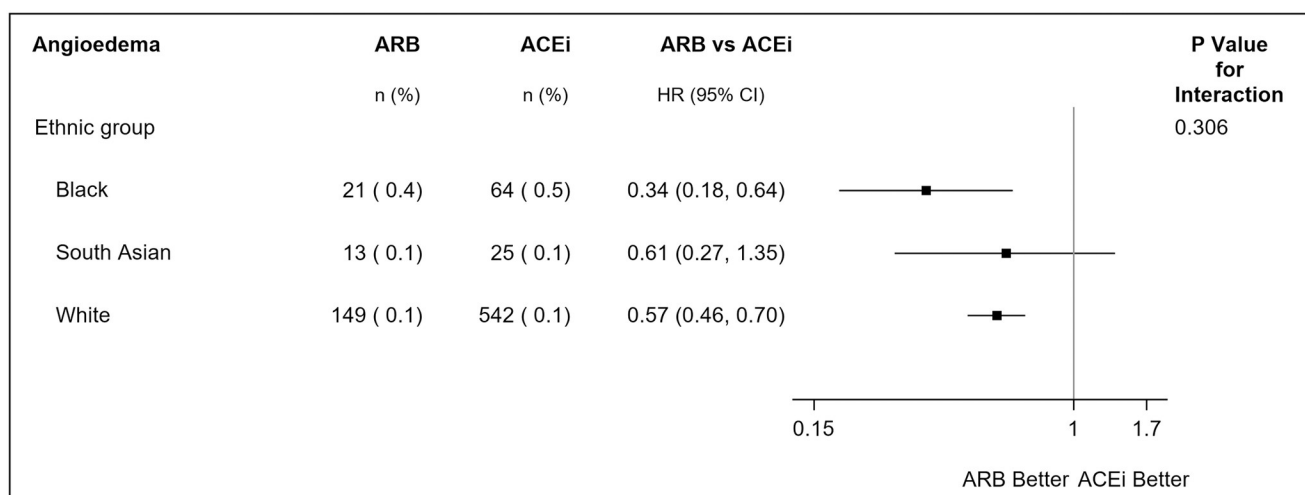 Angioedema ARB ACEi ARB vs ACEi P Value
for
n (%) n (%) HR (95% CI) Interaction
Ethnic group 0.306
Black 21 ( 0.4) 64 ( 0.5) 0.34 (0.18, 0.64)
South Asian 13 ( 0.1) 25 ( 0.1) 0.61 (0.27, 1.35)
White 149 ( 0.1) 542 ( 0.1) 0.57 (0.46, 0.70)
0.15 1 1.7
ARB Better ACEi Better